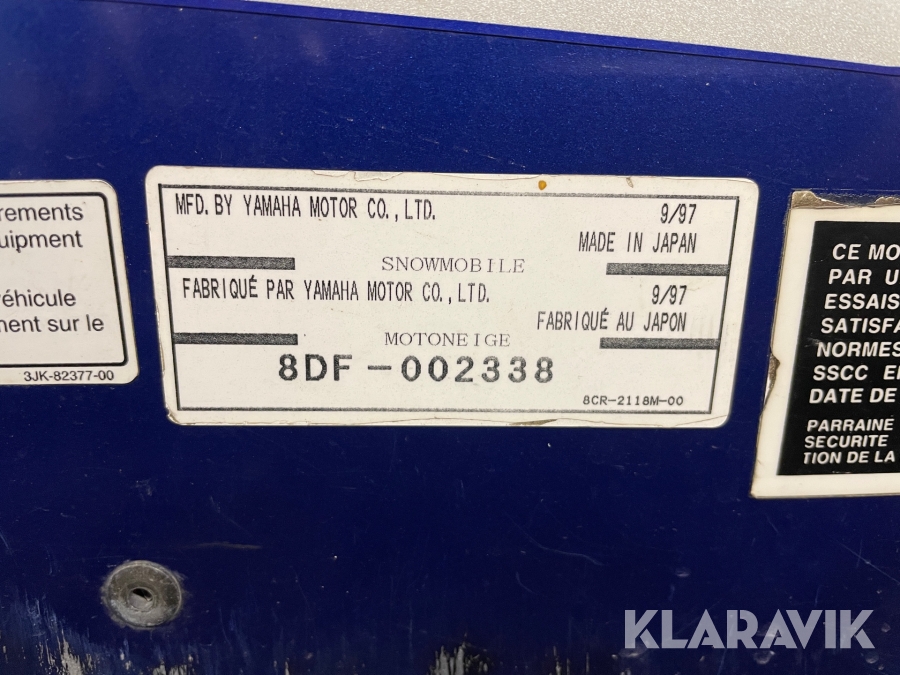 rements
uipment
éhicule
ment sur le
3JK-82377-00
MFD. BY YAMAHA MOTOR CO., LTD.
9/97
MADE IN JAPAN
SNOWMOBILE
FABRIQUÉ PAR YAMAHA MOTOR CO., LTD.
9/97
FABRIQUÉ AU JAPON
MOTONEIGE
8DF-002338
8CR-2118M-00
CE MO
PAR U
ESSAIS
SATISFA
NORMES
SSCC E
DATE DE
PARRAINÉ
SECURITE
TION DE LA
KLARAVIK